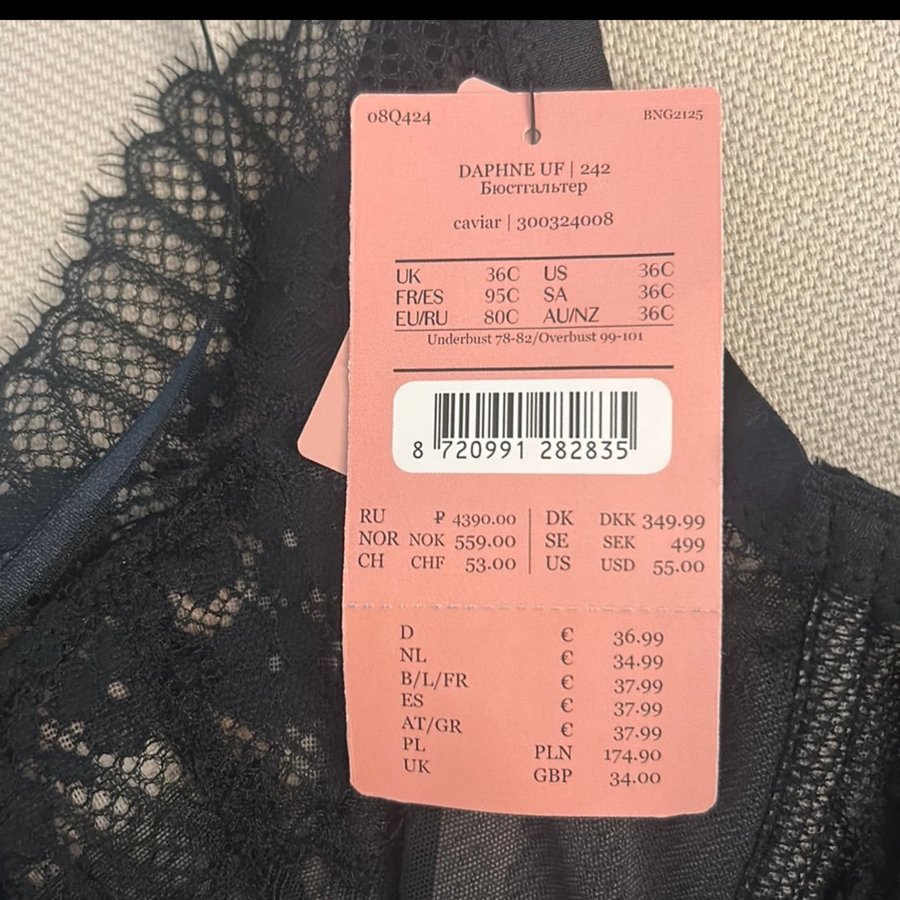 08Q424 BNG2125
DAPHNE UF | 242
Бюстгальтер
caviar | 300324008
UK 36C US 36C
FR/ES 95C SA 36C
EU/RU 80C AU/NZ 36C
Underbust 78-82/Overbust 99-101
8 720991 282835
RU ₽ 4390.00 DK DKK 349.99
NOR NOK 559.00 SE SEK 499
CH CHF 53.00 US USD 55.00
D € 36.99
NL € 34.99
B/L/FR € 37.99
ES € 37.99
AT/GR € 37.99
PL PLN 174.90
UK GBP 34.00